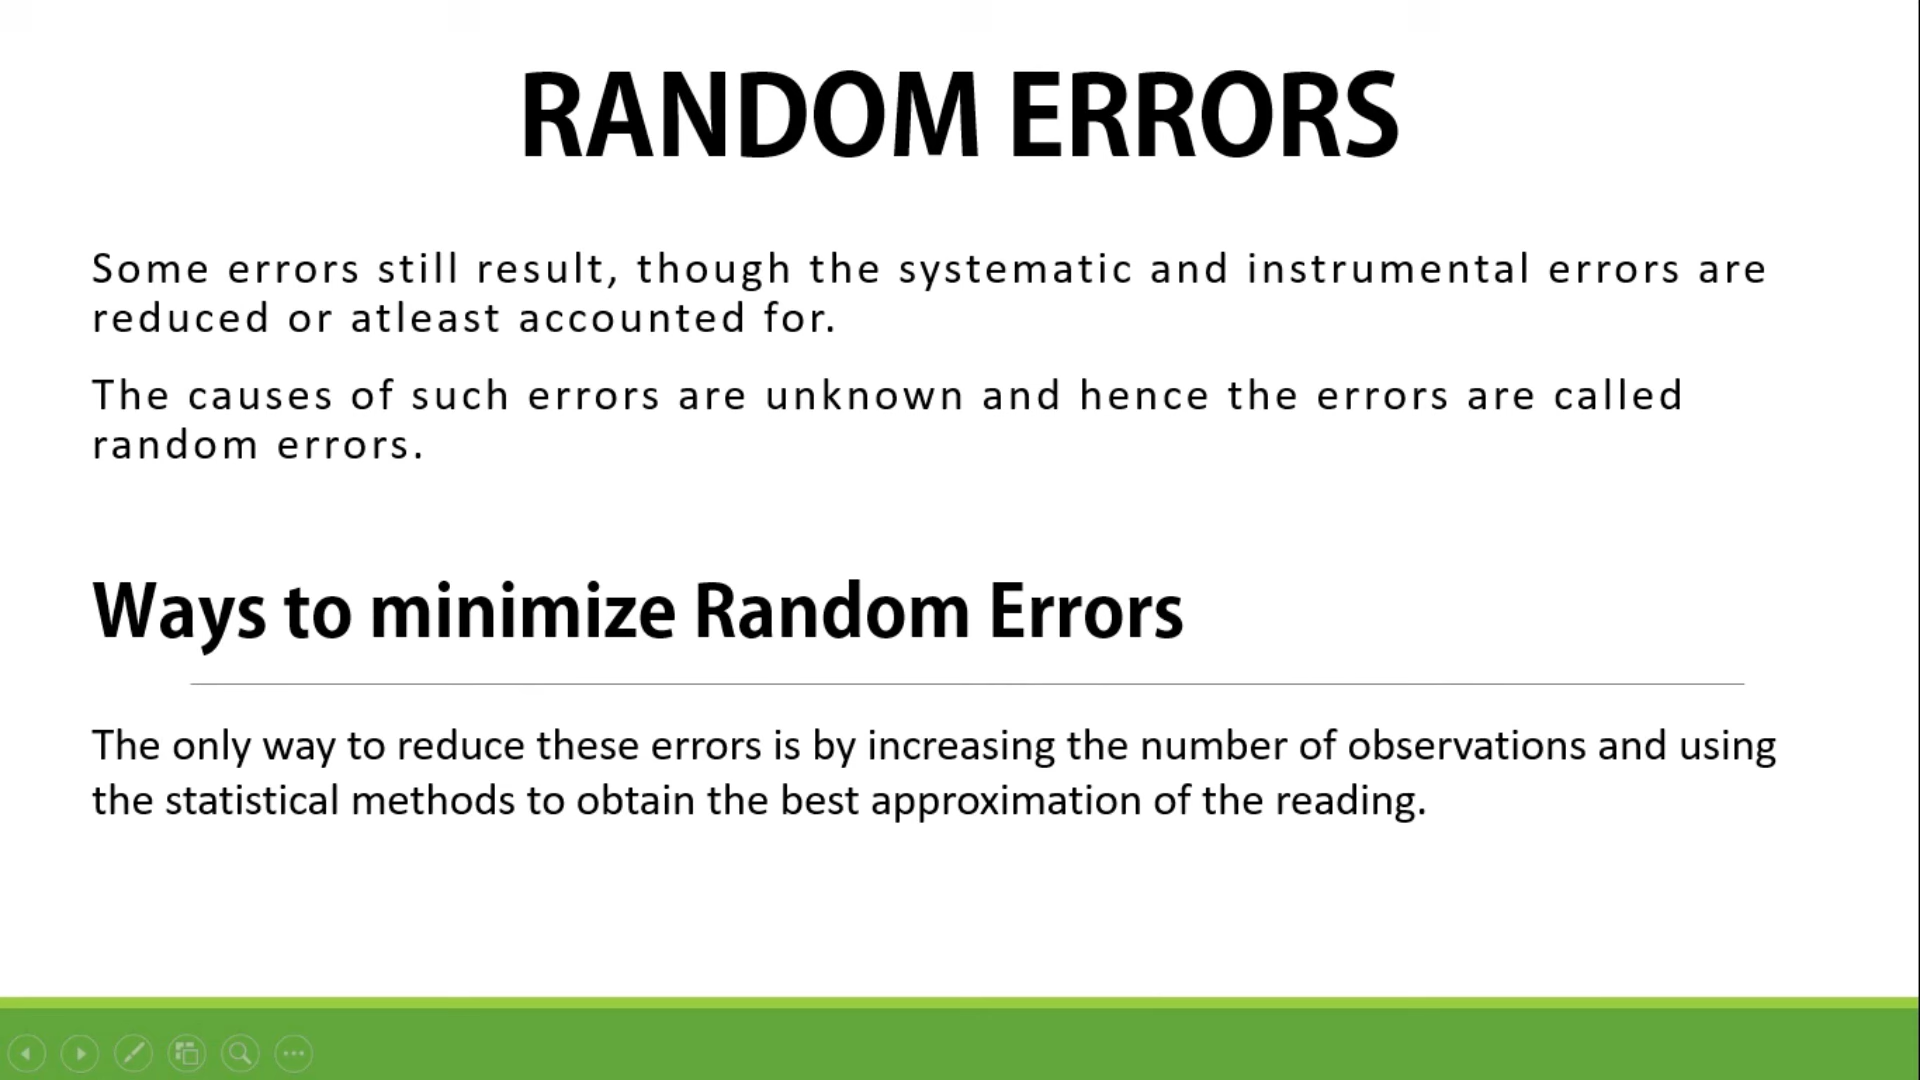 RANDOM ERRORS
Some errors still result, though the systematic and instrumental errors are
reduced or atleast accounted for.
The causes of such errors are unknown and hence the errors are called
random errors.
Ways to minimize Random Errors
The only way to reduce these errors is by increasing the number of observations and using
the statistical methods to obtain the best approximation of the reading.